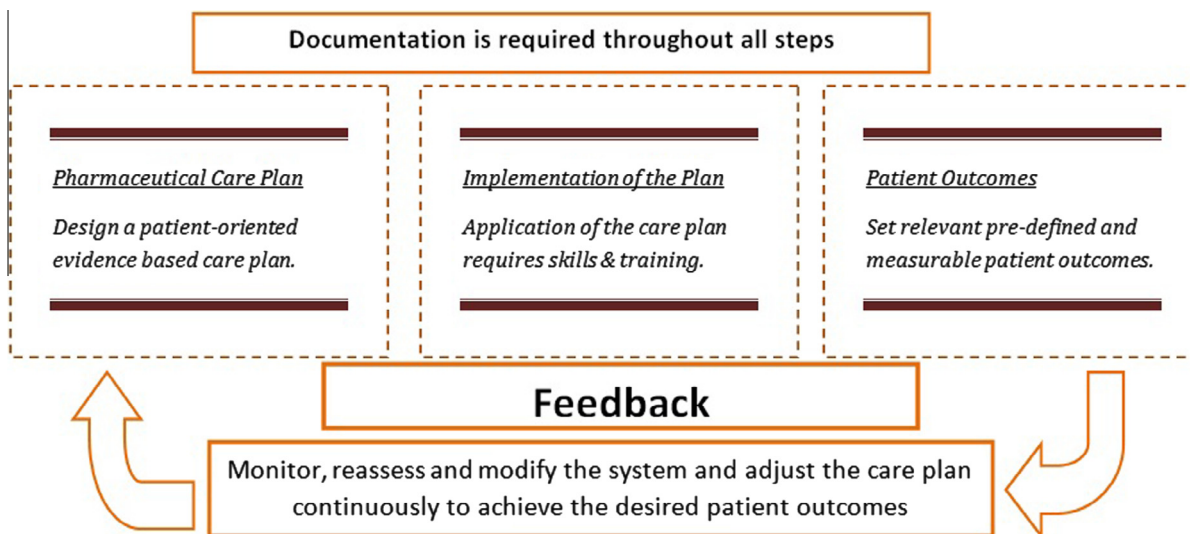 Documentation is required throughout all steps
Pharmaceutical Care Plan
Design a patient-oriented
evidence based care plan.
Implementation of the Plan
Application of the care plan
requires skills & training.
Patient Outcomes
Set relevant pre-defined and
measurable patient outcomes.
Feedback
Monitor, reassess and modify the system and adjust the care plan
continuously to achieve the desired patient outcomes